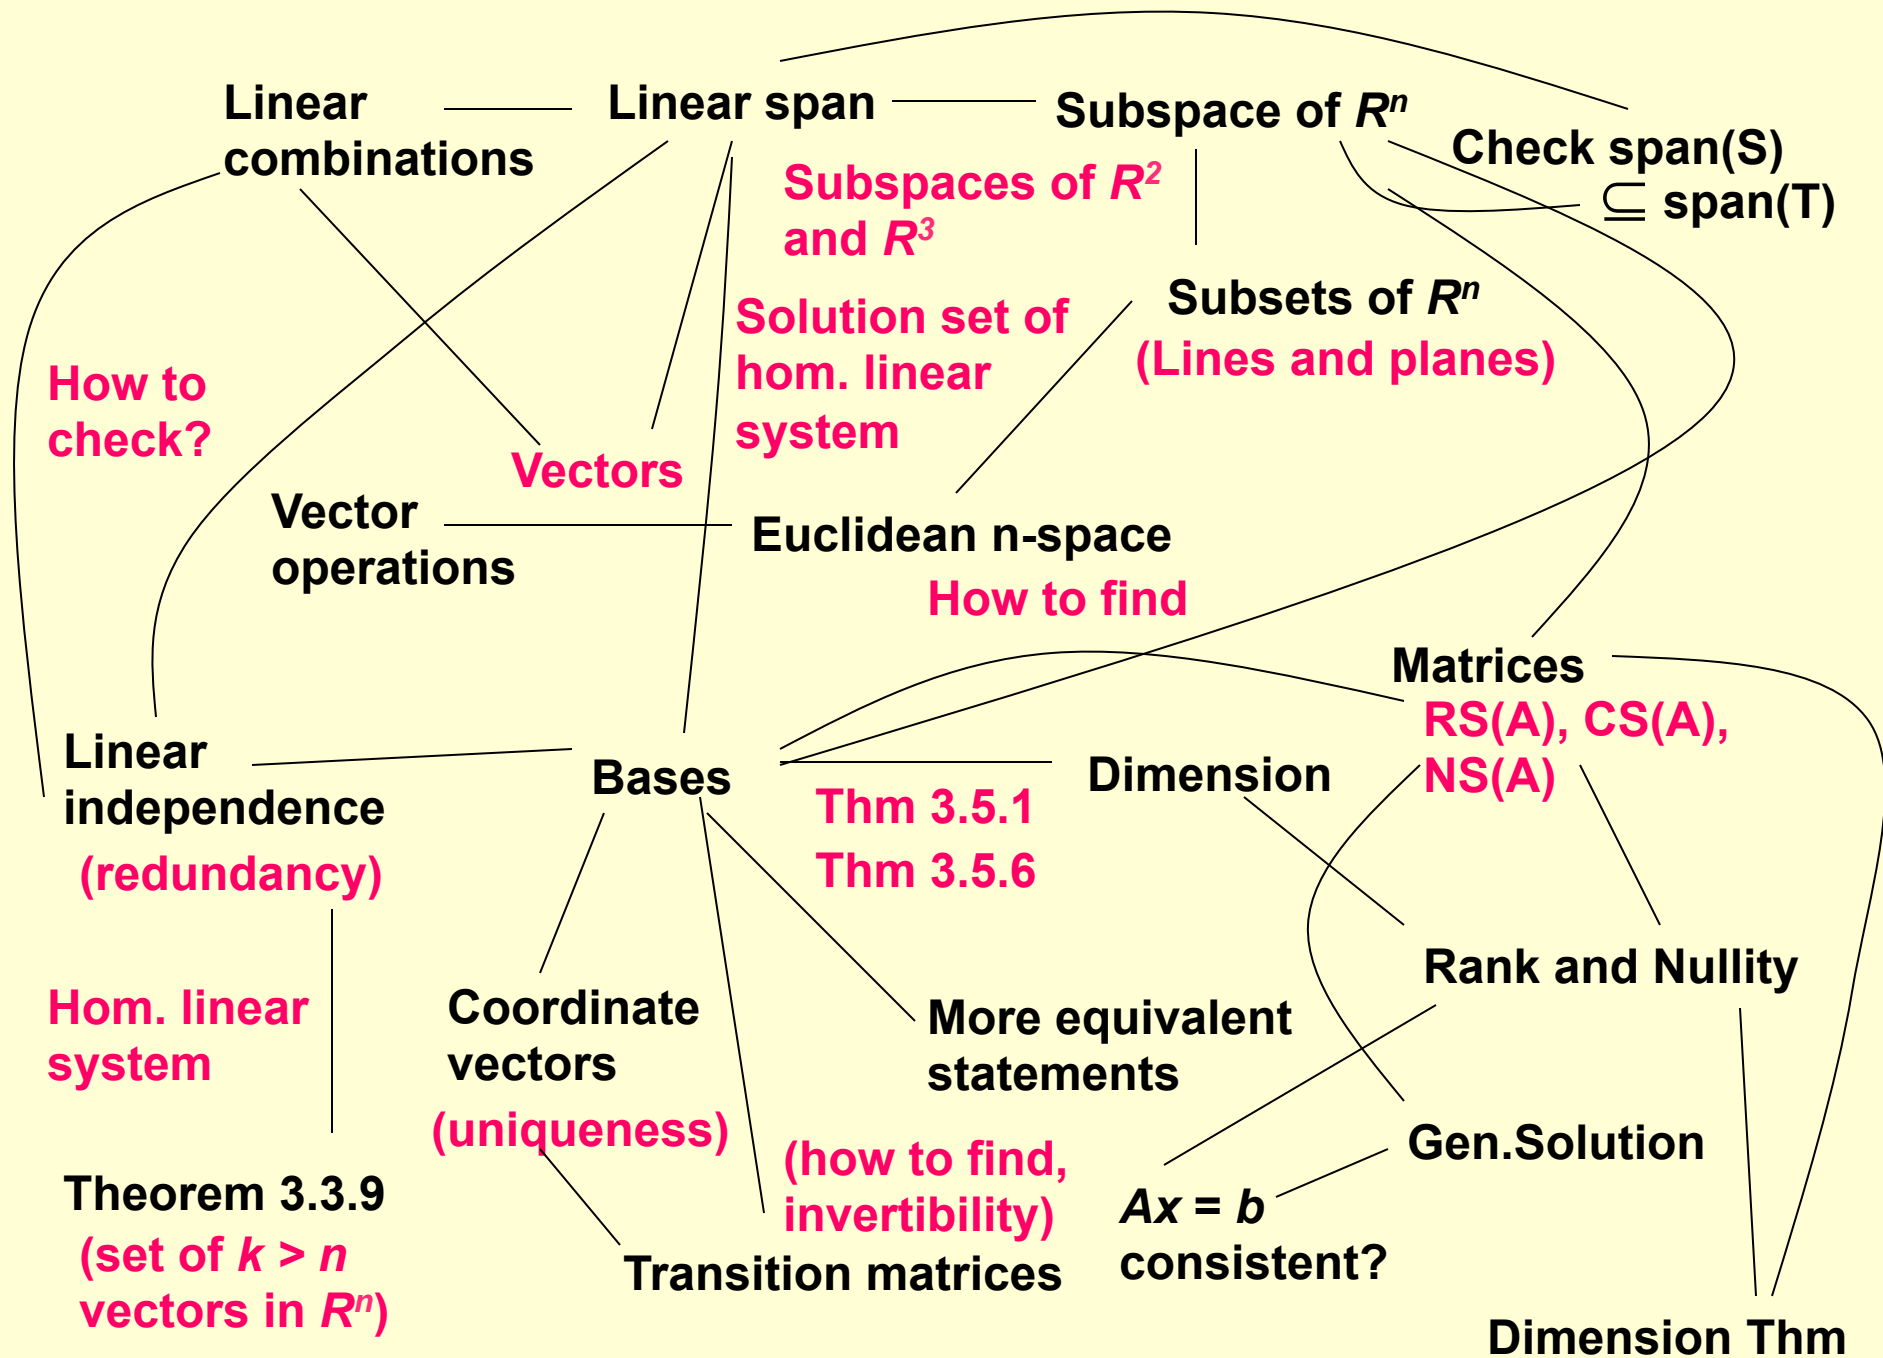 Linear
combinations
Linear span
Subspace of Rⁿ
Check span(S)
⊆ span(T)
Subspaces of R²
and R³
Subsets of Rⁿ
(Lines and planes)
Solution set of
hom. linear
system
How to
check?
Vectors
Vector
operations
Euclidean n-space
How to find
Matrices
RS(A), CS(A),
NS(A)
Linear
independence
(redundancy)
Bases
Dimension
Thm 3.5.1
Thm 3.5.6
Rank and Nullity
Hom. linear
system
Coordinate
vectors
(uniqueness)
More equivalent
statements
Gen.Solution
(how to find,
invertibility)
Theorem 3.3.9
(set of k > n
vectors in Rⁿ)
Transition matrices
Ax = b
consistent?
Dimension Thm